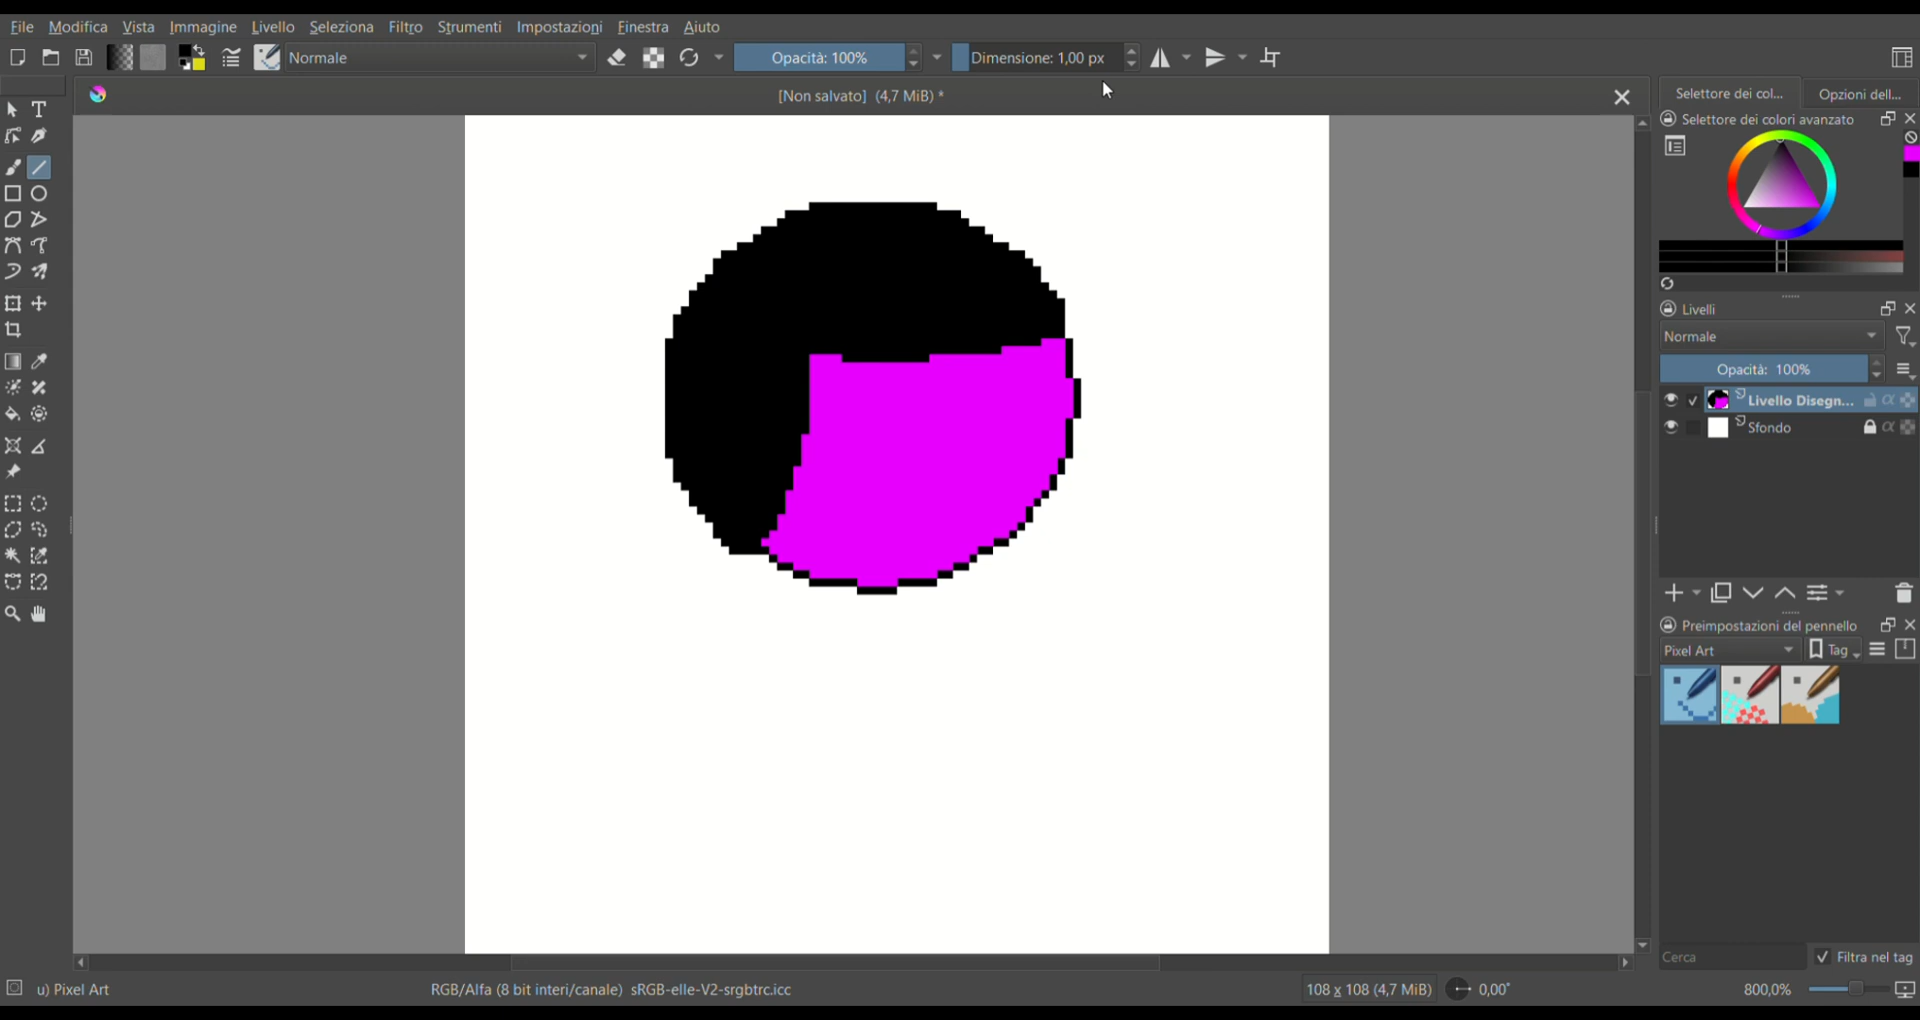 File Modifica Vista Immagine Livello Seleziona Filtro Strumenti Impostazioni Finestra Aiuto
Normale Opacità: 100% Dimensione: 1,00 px
[Non salvato] (4,7 MiB) *
Selettore dei col... Opzioni dell...
Selettore dei colori avanzato
Livelli
Normale
Opacità: 100%
Livello Disegn...
Sfondo
Preimpostazioni del pennello
Pixel Art Tag
Cerca Filtra nel tag
u) Pixel Art RGB/Alfa (8 bit interi/canale) sRGB-elle-V2-srgbtrc.icc 108 x 108 (4,7 MiB) 0,00° 800,0%